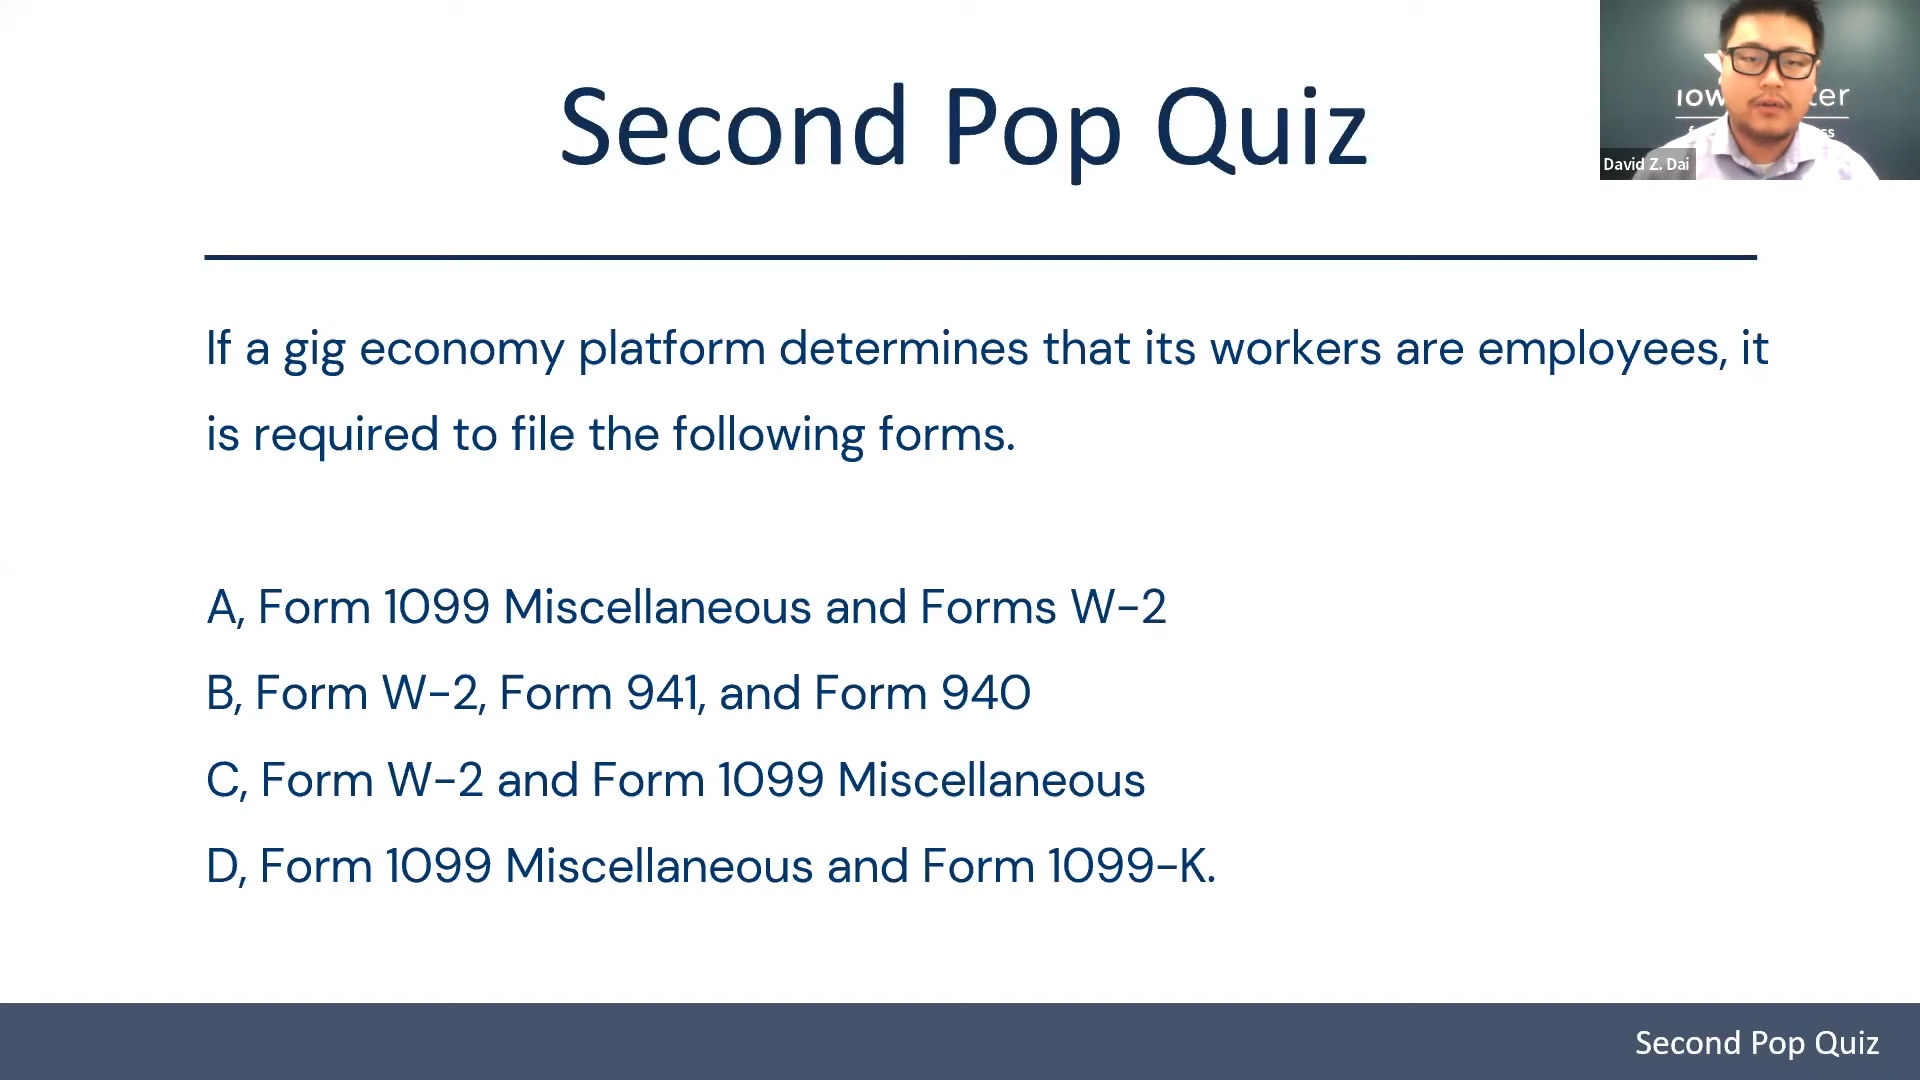 Second Pop Quiz
David Z. Dai
If a gig economy platform determines that its workers are employees, it
is required to file the following forms.
A, Form 1099 Miscellaneous and Forms W-2
B, Form W-2, Form 941, and Form 940
C, Form W-2 and Form 1099 Miscellaneous
D, Form 1099 Miscellaneous and Form 1099-K.
Second Pop Quiz